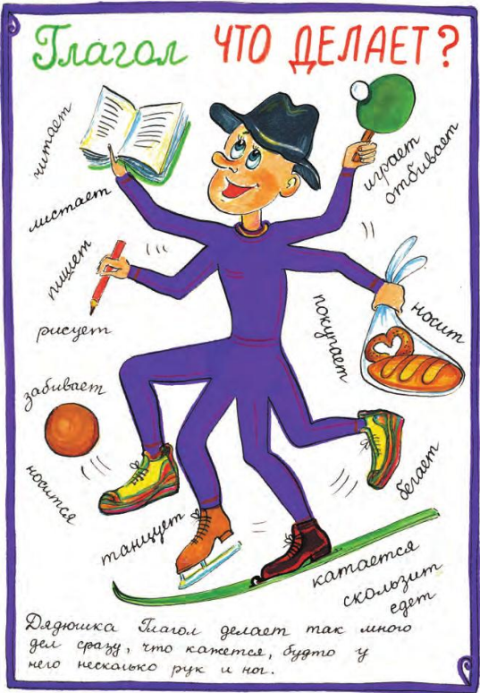 Глагол ЧТО ДЕЛАЕТ?
читает
листает
пишет
рисует
забивает
носится
танцует
играет
отбивает
покупает
носит
бегает
катается
скользит
едет
Дядюшка Глагол делает так много
дел сразу, что кажется, будто у
него несколько рук и ног.